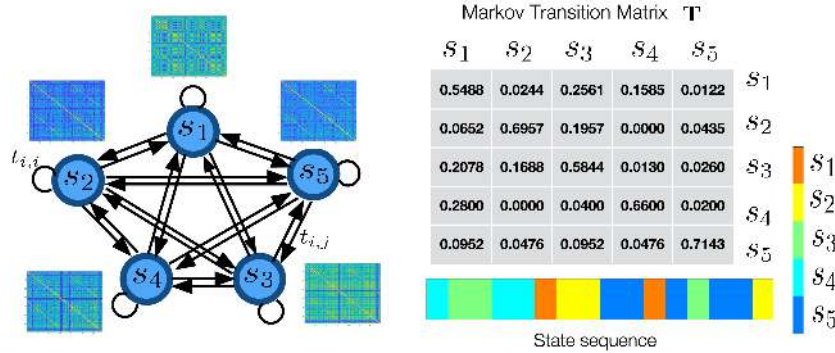 Markov Transition Matrix T
s1 s2 s3 s4 s5
0.5488 0.0244 0.2561 0.1585 0.0122 s1
0.0652 0.6957 0.1957 0.0000 0.0435 s2
0.2078 0.1688 0.5844 0.0130 0.0260 s3
0.2800 0.0000 0.0400 0.6600 0.0200 s4
0.0952 0.0476 0.0952 0.0476 0.7143 s5
s1
s2
s3
s4
s5
State sequence
s1
ti,i
s2
s5
ti,j
s4
s3